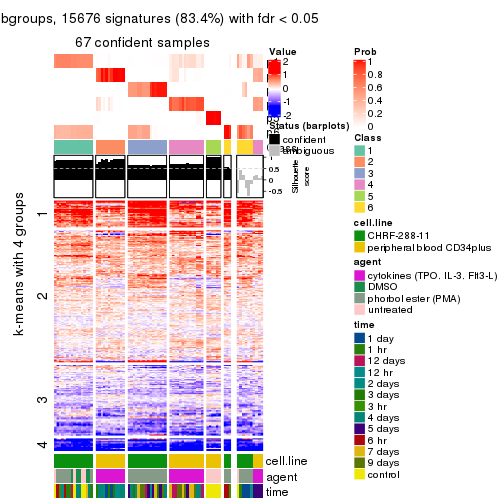 bgroups, 15676 signatures (83.4%) with fdr < 0.05
67 confident samples
k-means with 4 groups
1
2
3
4
cell.line
agent
time
1
0.5
0
-0.5
Silhouette
score
Value
2
1
0
-1
-2
Status (barplots)
confident
ambiguous
Prob
1
0.8
0.6
0.4
0.2
0
Class
1
2
3
4
5
6
cell.line
CHRF-288-11
peripheral blood CD34plus
agent
cytokines (TPO. IL-3. Flt3-L)
DMSO
phorbol ester (PMA)
untreated
time
1 day
1 hr
12 days
12 hr
2 days
3 days
3 hr
4 days
5 days
6 hr
7 days
9 days
control